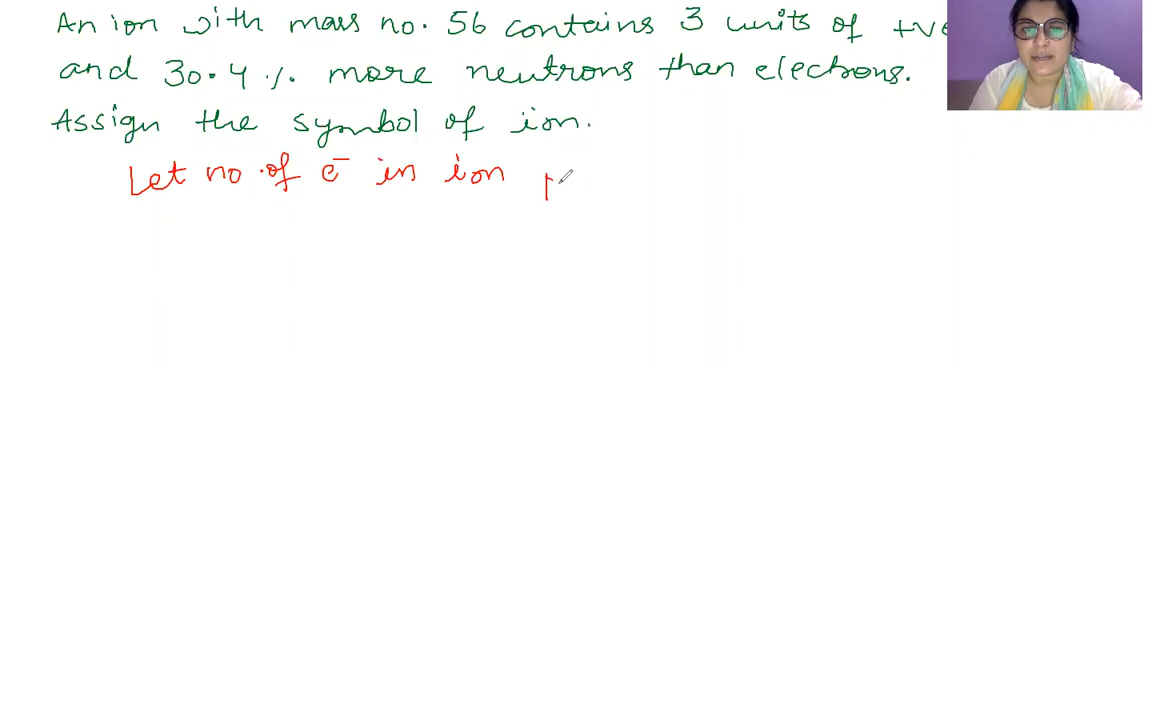 An ion with mass no. 56 contains 3 units of +ve
and 30.4 %. more neutrons than electrons.
Assign the symbol of ion.
Let no. of e⁻ in ion